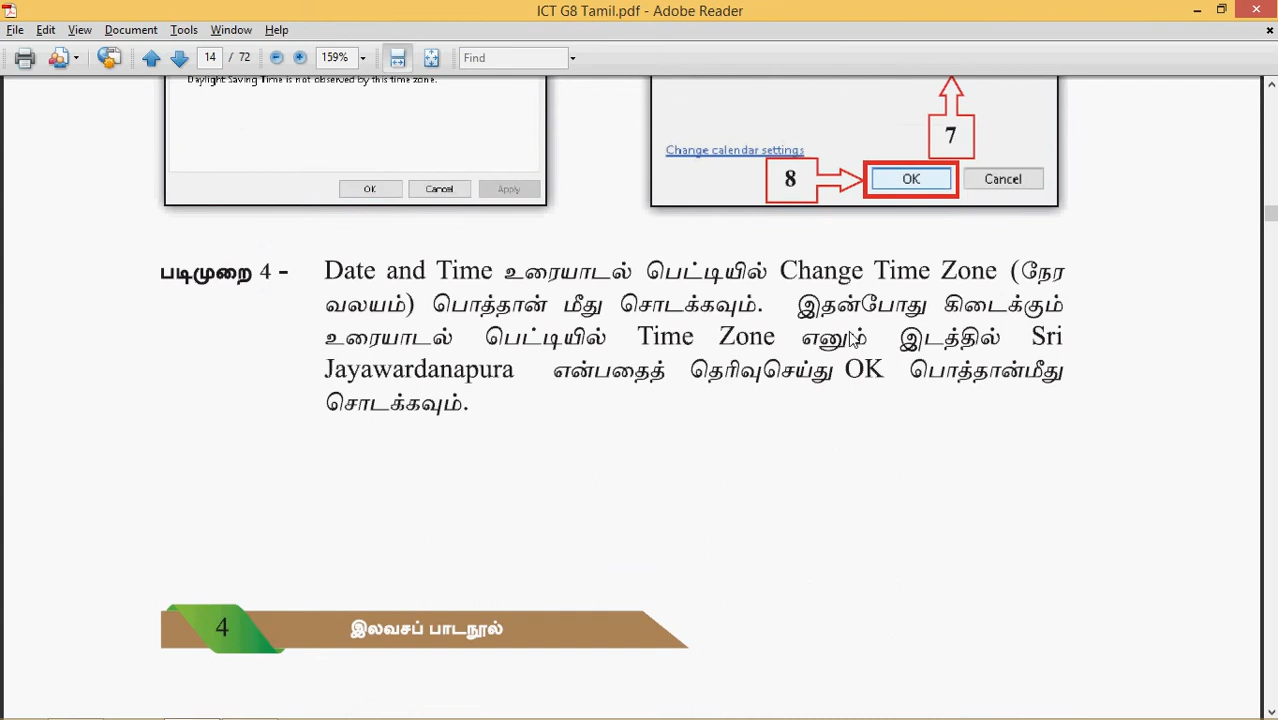 ICT G8 Tamil.pdf - Adobe Reader
File Edit View Document Tools Window Help
14 / 72 159% Find
Daylight Saving Time is not observed by this time zone.
7
Change calendar settings
8 OK Cancel
OK Cancel Apply
படிமுறை 4 – Date and Time உரையாடல் பெட்டியில் Change Time Zone (நேர
வலயம்) பொத்தான் மீது சொடக்கவும். இதன்போது கிடைக்கும்
உரையாடல் பெட்டியில் Time Zone எனும் இடத்தில் Sri
Jayawardanapura என்பதைத் தெரிவுசெய்து OK பொத்தான்மீது
சொடக்கவும்.
4 இலவசப் பாடநூல்